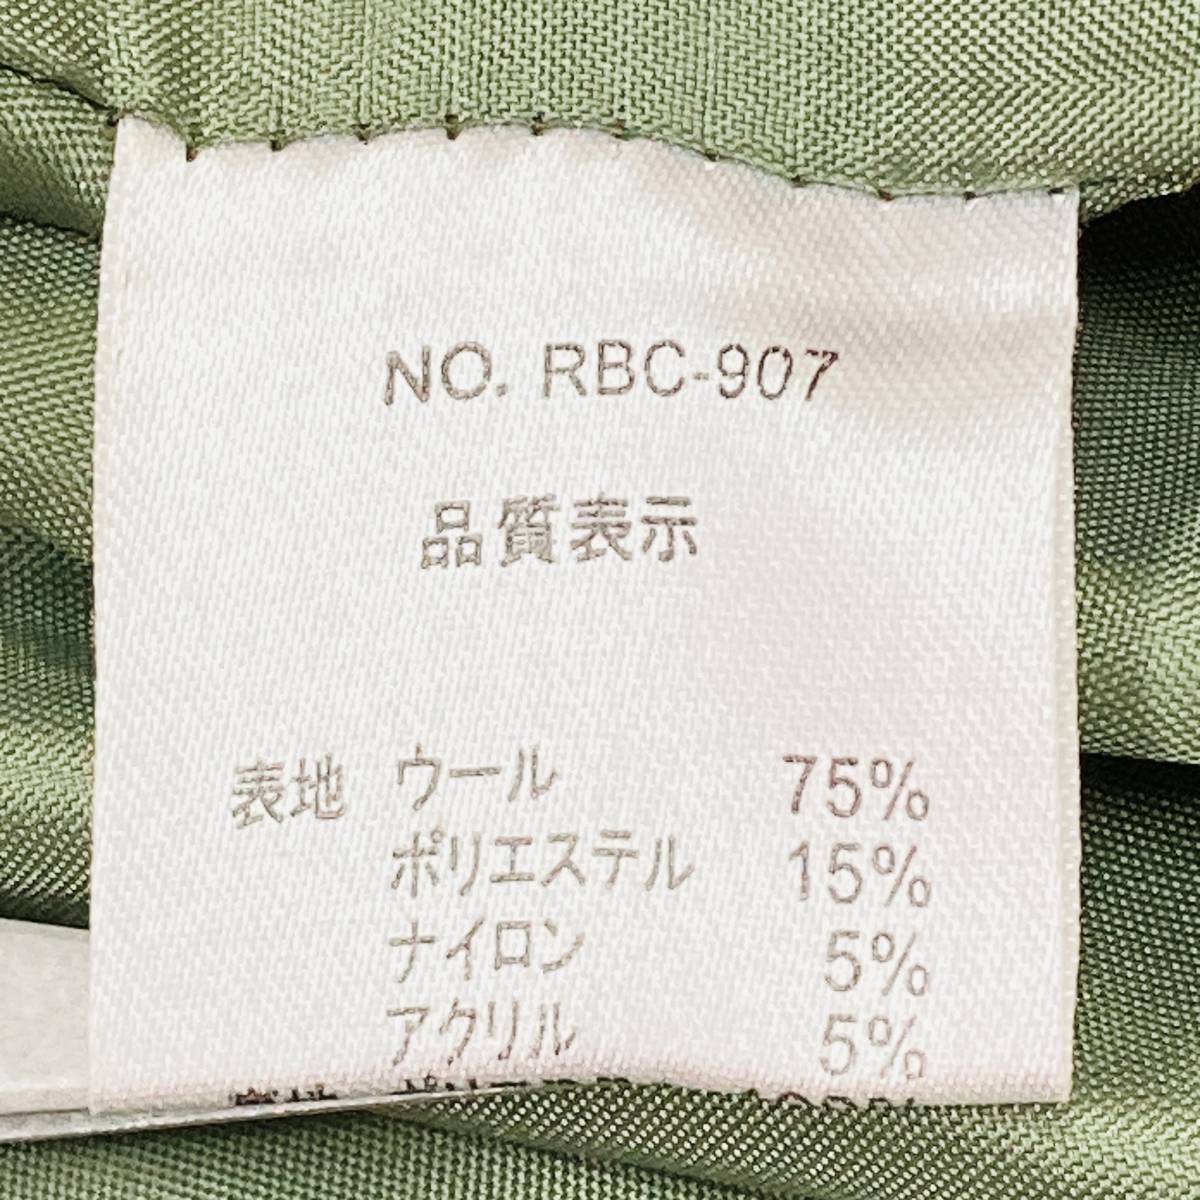 NO. RBC-907
品質表示
表地 ウール 75%
ポリエステル 15%
ナイロン 5%
アクリル 5%